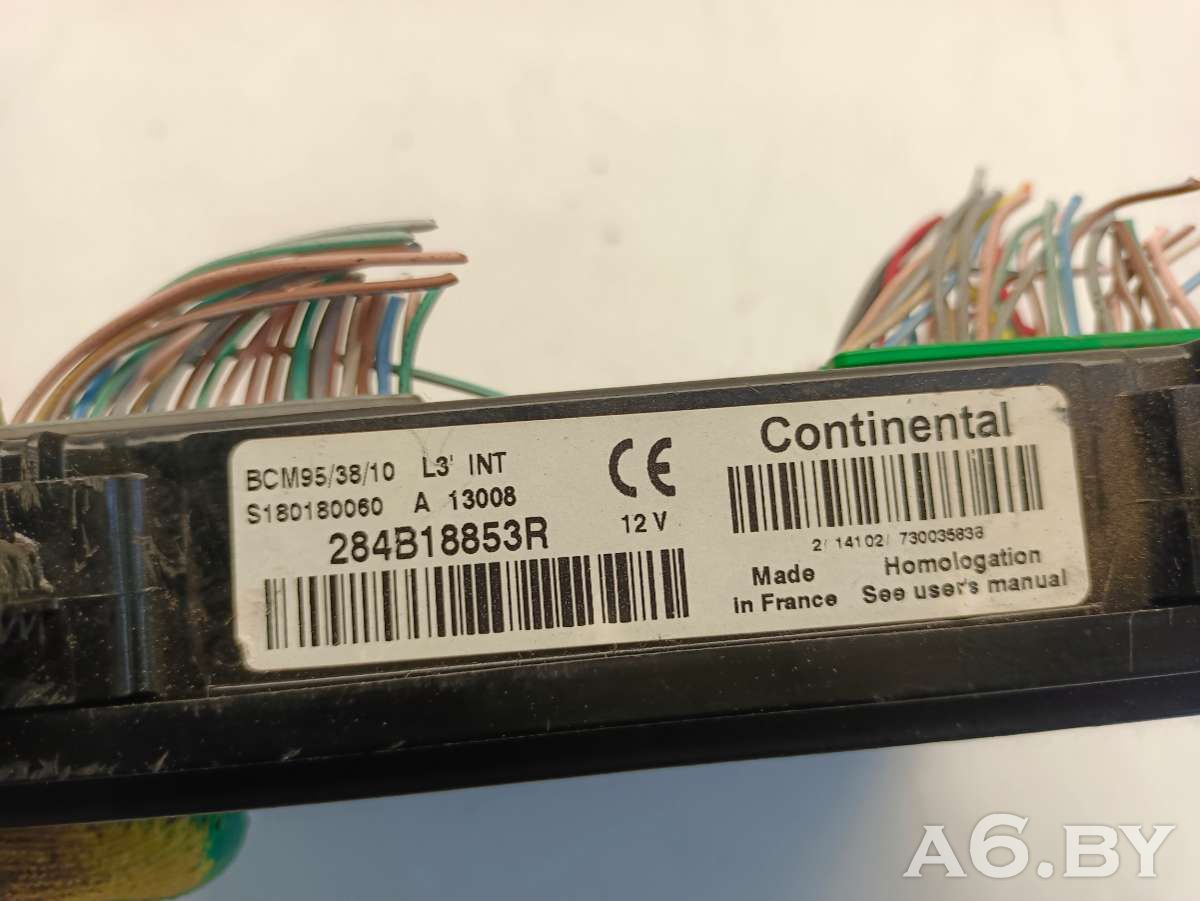 BCM95/38/10 L3' INT
S180180060 A 13008
284B18853R
CE
12 V
Continental
2/ 14102/ 730035838
Made
in France
Homologation
See user's manual
A6.BY